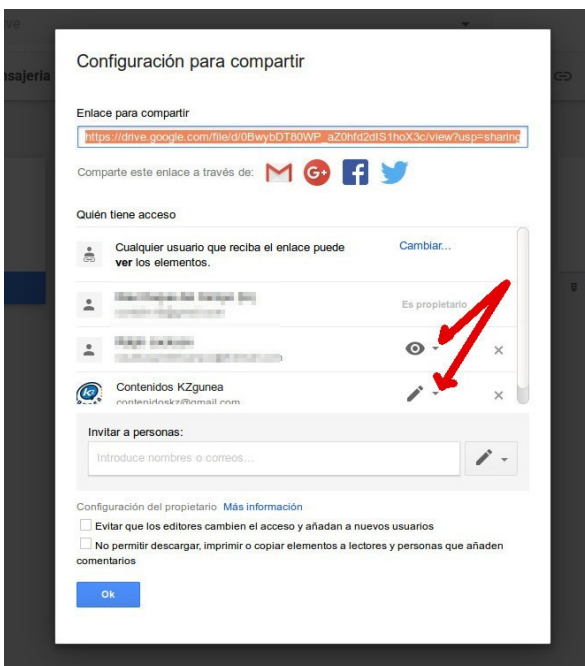 ve
nsajería
Configuración para compartir
Enlace para compartir
https://drive.google.com/file/d/0BwybDT80WP_aZ0hfd2dIS1hoX3c/view?usp=sharing
Comparte este enlace a través de:
Quién tiene acceso
Cualquier usuario que reciba el enlace puede
ver los elementos.
Cambiar...
Es propietario
Contenidos KZgunea
contenidoskz@gmail.com
Invitar a personas:
Introduce nombres o correos...
Configuración del propietario Más información
Evitar que los editores cambien el acceso y añadan a nuevos usuarios
No permitir descargar, imprimir o copiar elementos a lectores y personas que añaden
comentarios
Ok